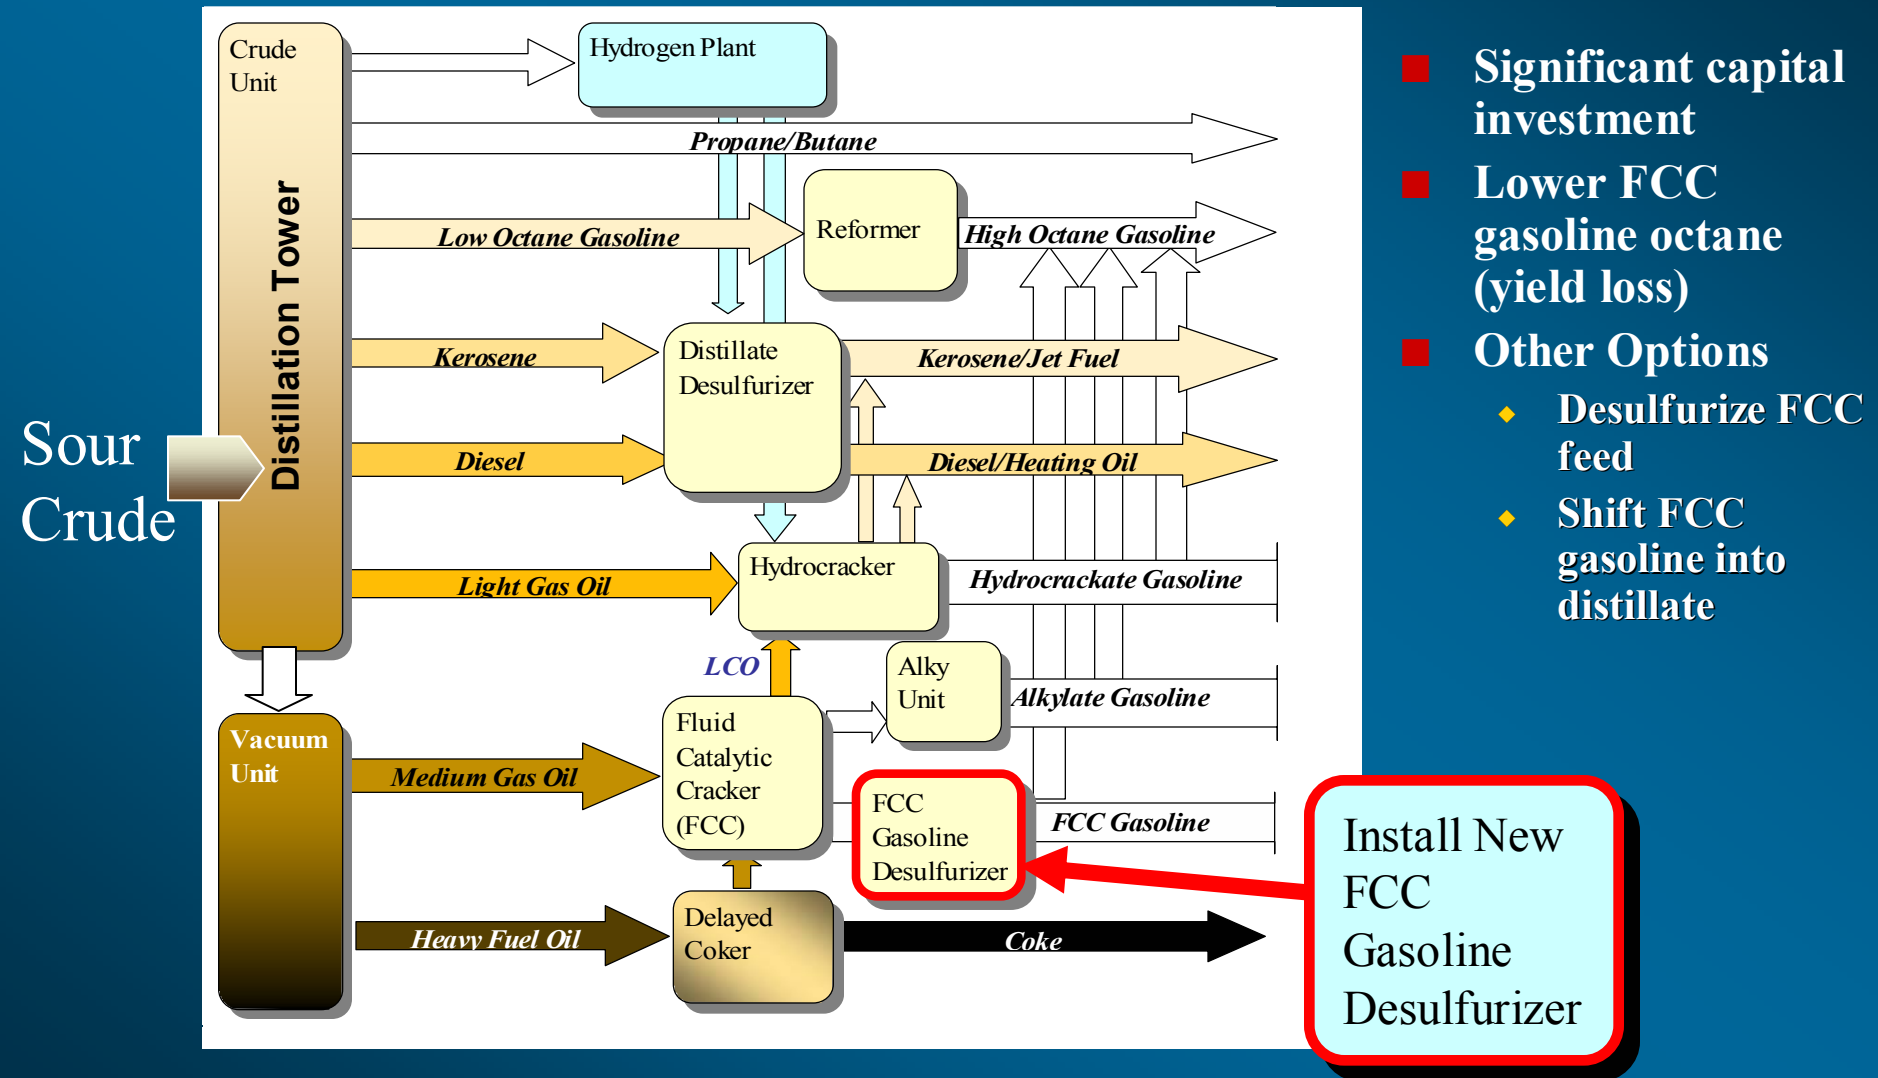 Crude
Unit
Hydrogen Plant
Propane/Butane
Distillation Tower
Low Octane Gasoline
Reformer
High Octane Gasoline
Kerosene
Distillate
Desulfurizer
Kerosene/Jet Fuel
Sour
Crude
Diesel
Diesel/Heating Oil
Light Gas Oil
Hydrocracker
Hydrocrackate Gasoline
LCO
Alky
Unit
Alkylate Gasoline
Vacuum
Unit
Medium Gas Oil
Fluid
Catalytic
Cracker
(FCC)
FCC
Gasoline
Desulfurizer
FCC Gasoline
Heavy Fuel Oil
Delayed
Coker
Coke
Install New
FCC
Gasoline
Desulfurizer
Significant capital
investment
Lower FCC
gasoline octane
(yield loss)
Other Options
Desulfurize FCC
feed
Shift FCC
gasoline into
distillate